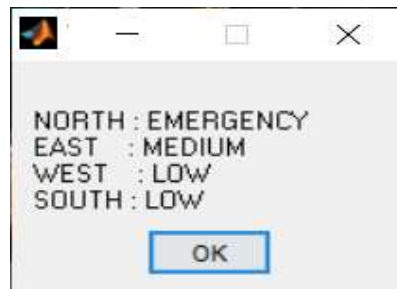 NORTH : EMERGENCY
EAST : MEDIUM
WEST : LOW
SOUTH : LOW
OK